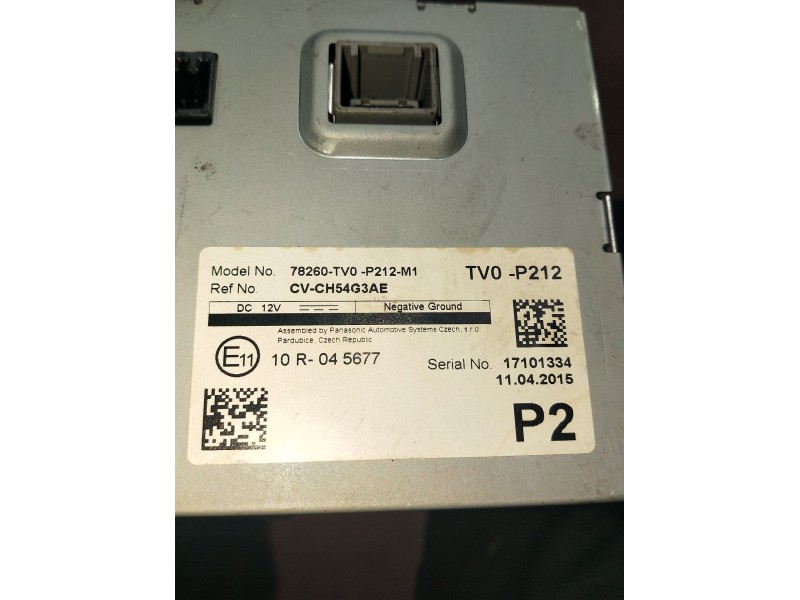 Model No. 78260-TV0 -P212-M1 TV0 -P212
Ref No. CV-CH54G3AE
DC 12V Negative Ground
Assembled by Panasonic Automotive Systems Czech, s.r.o.
Pardubice, Czech Republic
E11 10 R- 04 5677
Serial No. 17101334
11.04.2015
P2